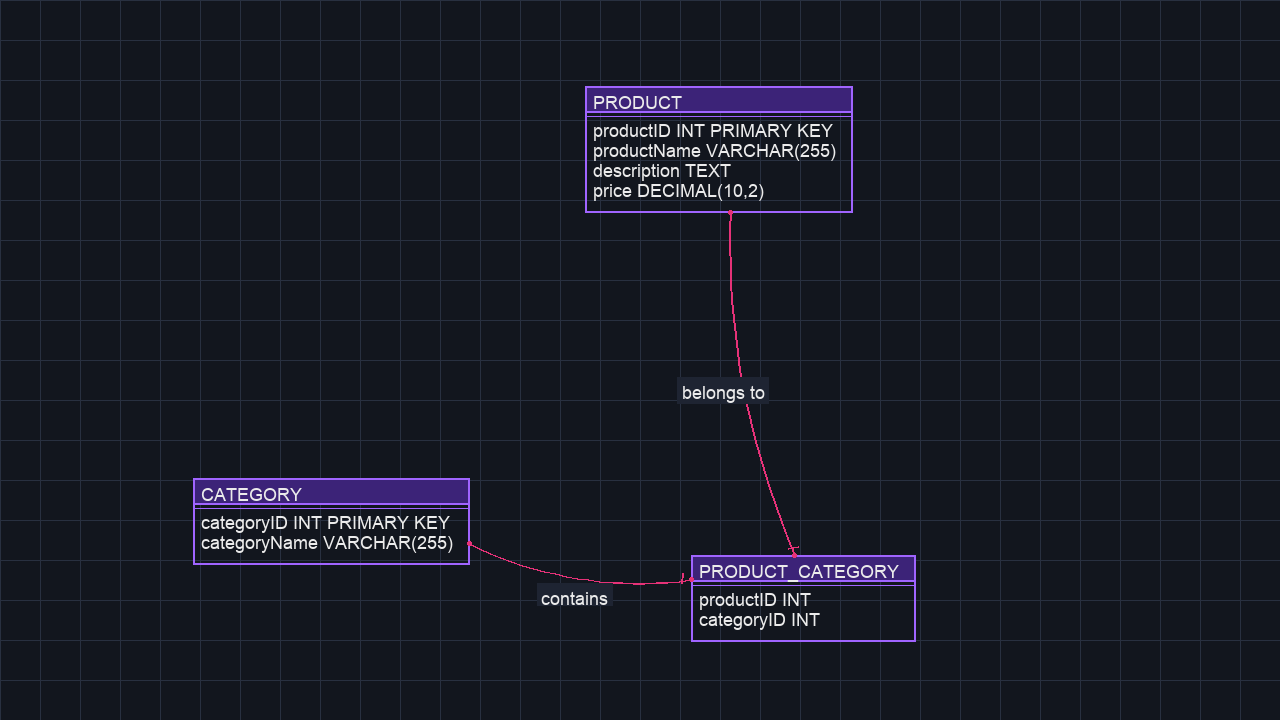 PRODUCT
productID INT PRIMARY KEY
productName VARCHAR(255)
description TEXT
price DECIMAL(10,2)
belongs to
CATEGORY
categoryID INT PRIMARY KEY
categoryName VARCHAR(255)
contains
PRODUCT_CATEGORY
productID INT
categoryID INT